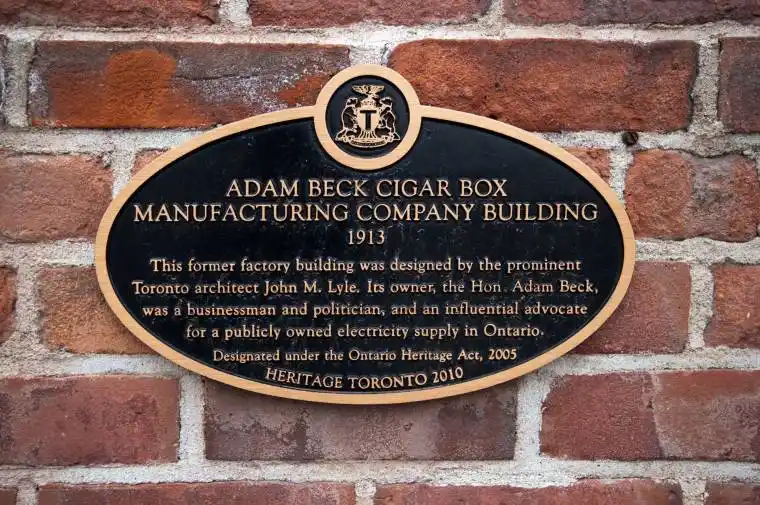 T
ADAM BECK CIGAR BOX
MANUFACTURING COMPANY BUILDING
1913
This former factory building was designed by the prominent
Toronto architect John M. Lyle. Its owner, the Hon. Adam Beck,
was a businessman and politician, and an influential advocate
for a publicly owned electricity supply in Ontario.
Designated under the Ontario Heritage Act, 2005
HERITAGE TORONTO 2010